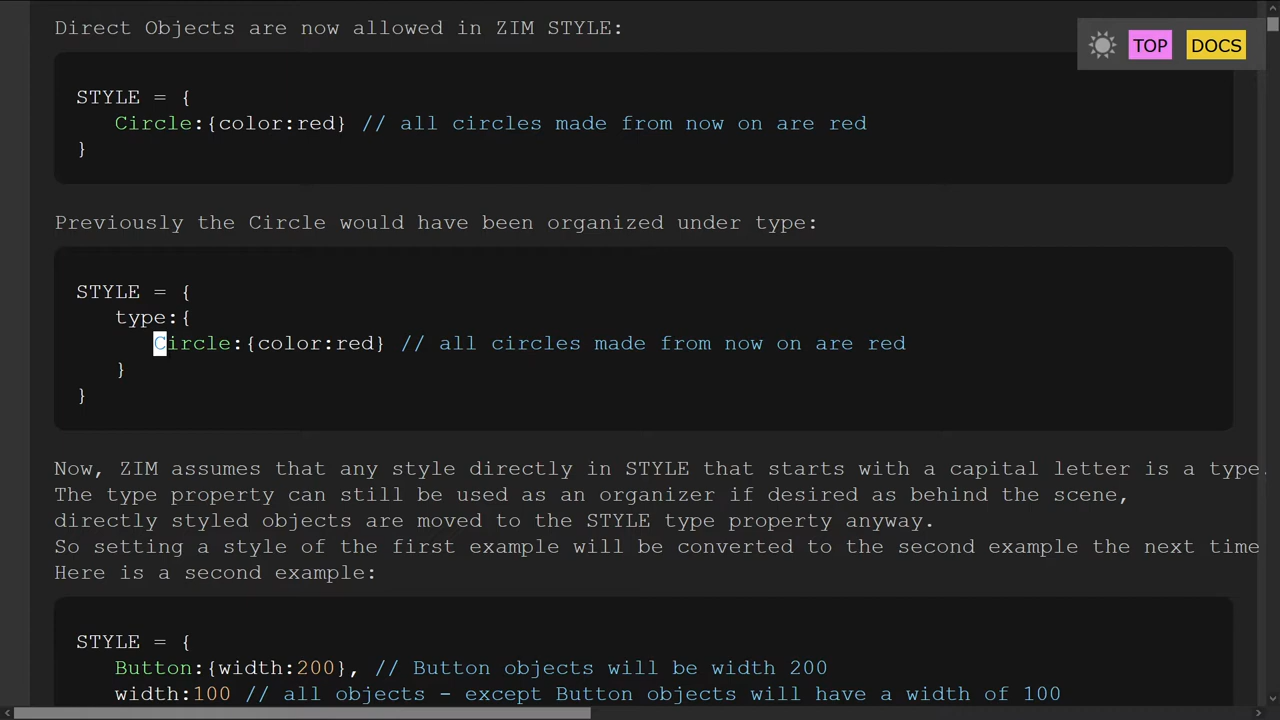 Direct Objects are now allowed in ZIM STYLE:
TOP
DOCS
STYLE = {
Circle:{color:red} // all circles made from now on are red
}
Previously the Circle would have been organized under type:
STYLE = {
type:{
Circle:{color:red} // all circles made from now on are red
}
}
Now, ZIM assumes that any style directly in STYLE that starts with a capital letter is a type.
The type property can still be used as an organizer if desired as behind the scene,
directly styled objects are moved to the STYLE type property anyway.
So setting a style of the first example will be converted to the second example the next time
Here is a second example:
STYLE = {
Button:{width:200}, // Button objects will be width 200
width:100 // all objects - except Button objects will have a width of 100